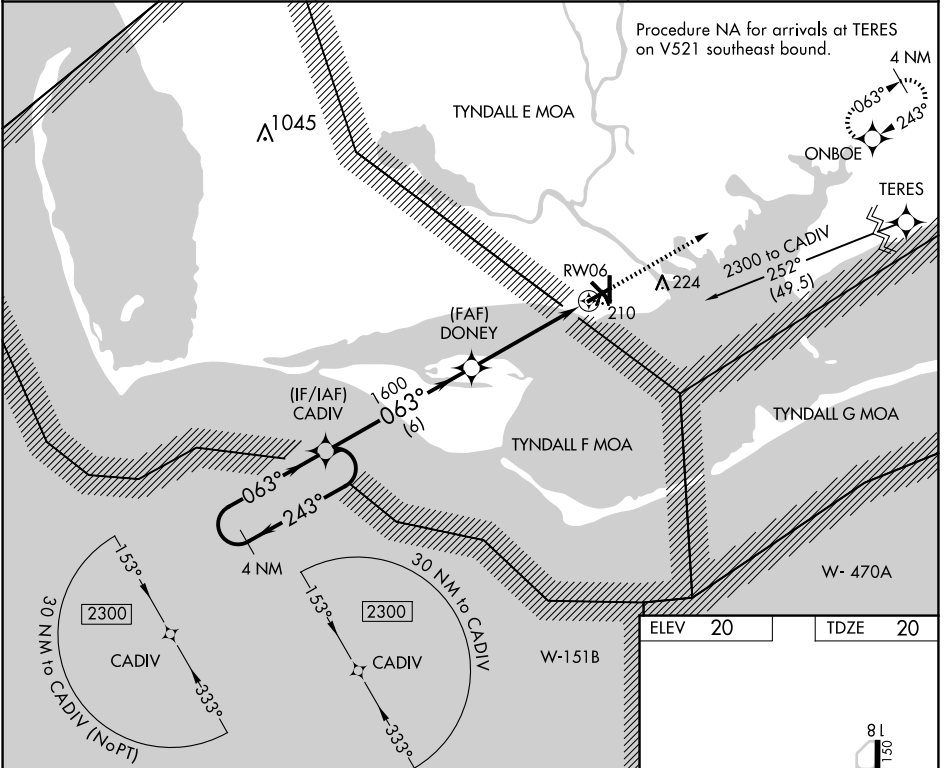 Procedure NA for arrivals at TERES
on V521 southeast bound.
4 NM
063°
243°
ONBOE
TERES
1045
TYNDALL E MOA
2300 to CADIV
252°
(49.5)
RW06
224
210
(FAF)
DONEY
(IF/IAF)
CADIV
1600
063°
(6)
TYNDALL G MOA
TYNDALL F MOA
063°
243°
4 NM
W- 470A
153°
2300
CADIV
333°
30 NM to CADIV (NoPT)
153°
2300
CADIV
333°
30 NM to CADIV
W-151B
ELEV 20
TDZE 20
18
150